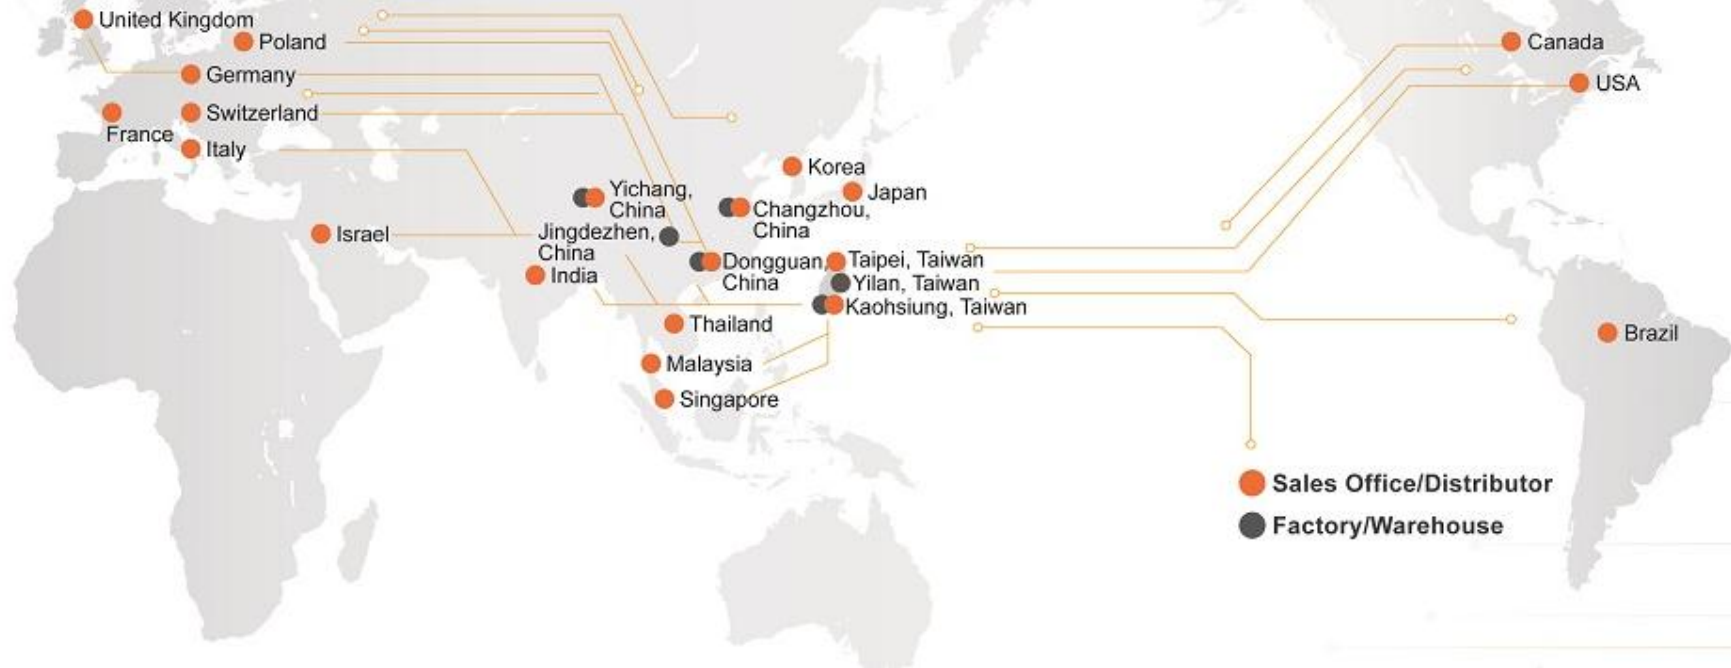 United Kingdom
Poland
Germany
Switzerland
France
Italy
Israel
Yichang,
China
Jingdezhen,
China
India
Korea
Japan
Changzhou,
China
Dongguan,
China
Taipei, Taiwan
Yilan, Taiwan
Kaohsiung, Taiwan
Thailand
Malaysia
Singapore
Canada
USA
Brazil
Sales Office/Distributor
Factory/Warehouse